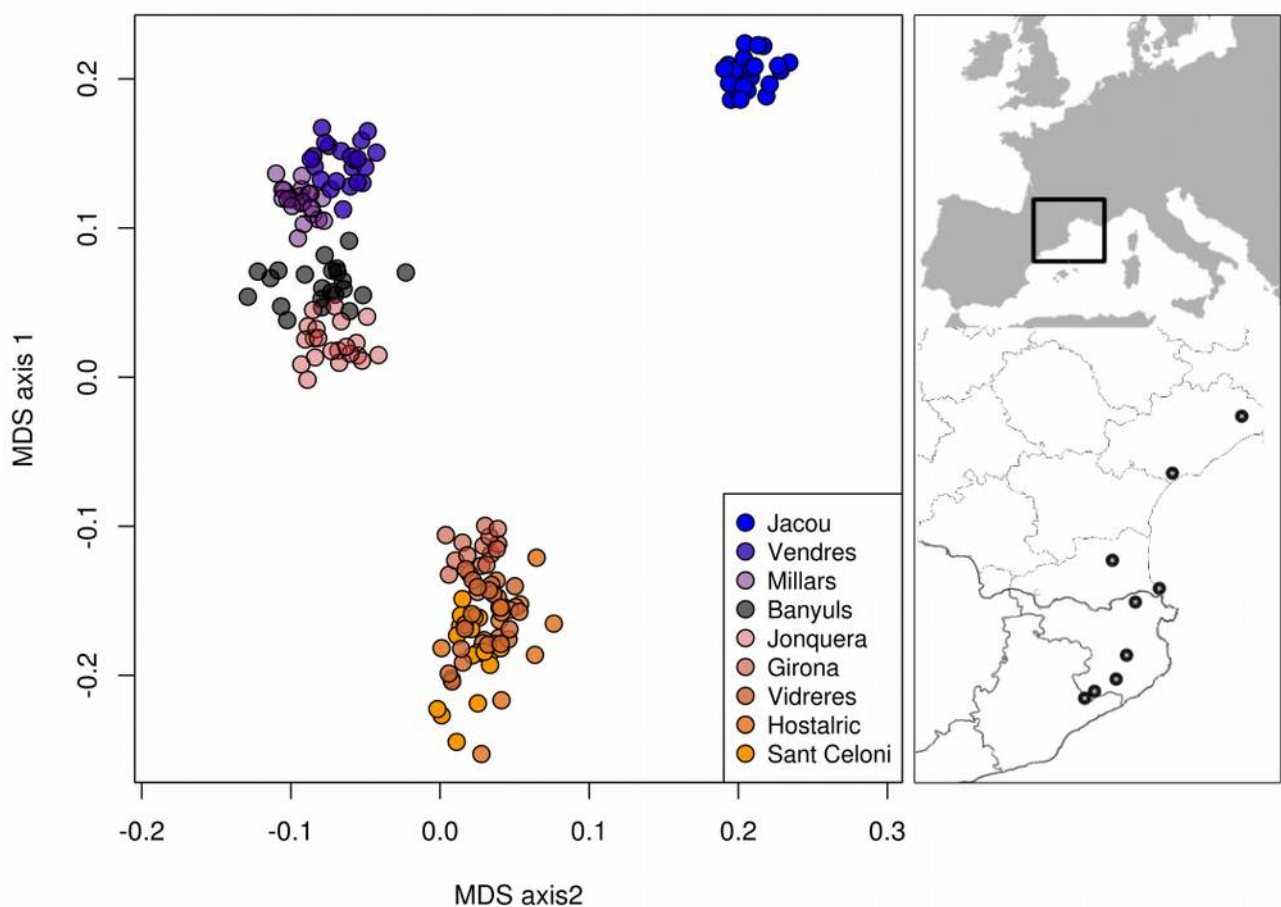 MDS axis 1
0.2
0.1
0.0
-0.1
-0.2
Jacou
Vendres
Millars
Banyuls
Jonquera
Girona
Vidreres
Hostalric
Sant Celoni
-0.2
-0.1
0.0
0.1
0.2
0.3
MDS axis2